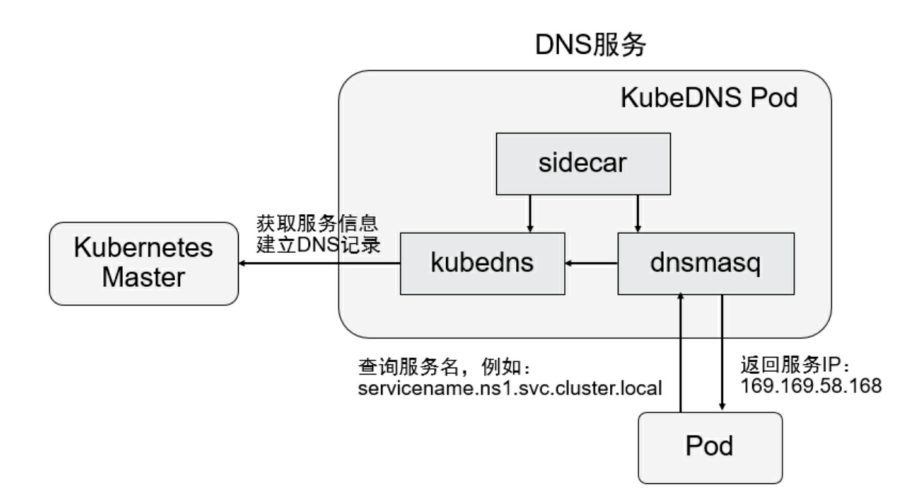 DNS服务
KubeDNS Pod
sidecar
获取服务信息
建立DNS记录
Kubernetes
Master
kubedns
dnsmasq
查询服务名，例如：
servicename.ns1.svc.cluster.local
返回服务IP：
169.169.58.168
Pod